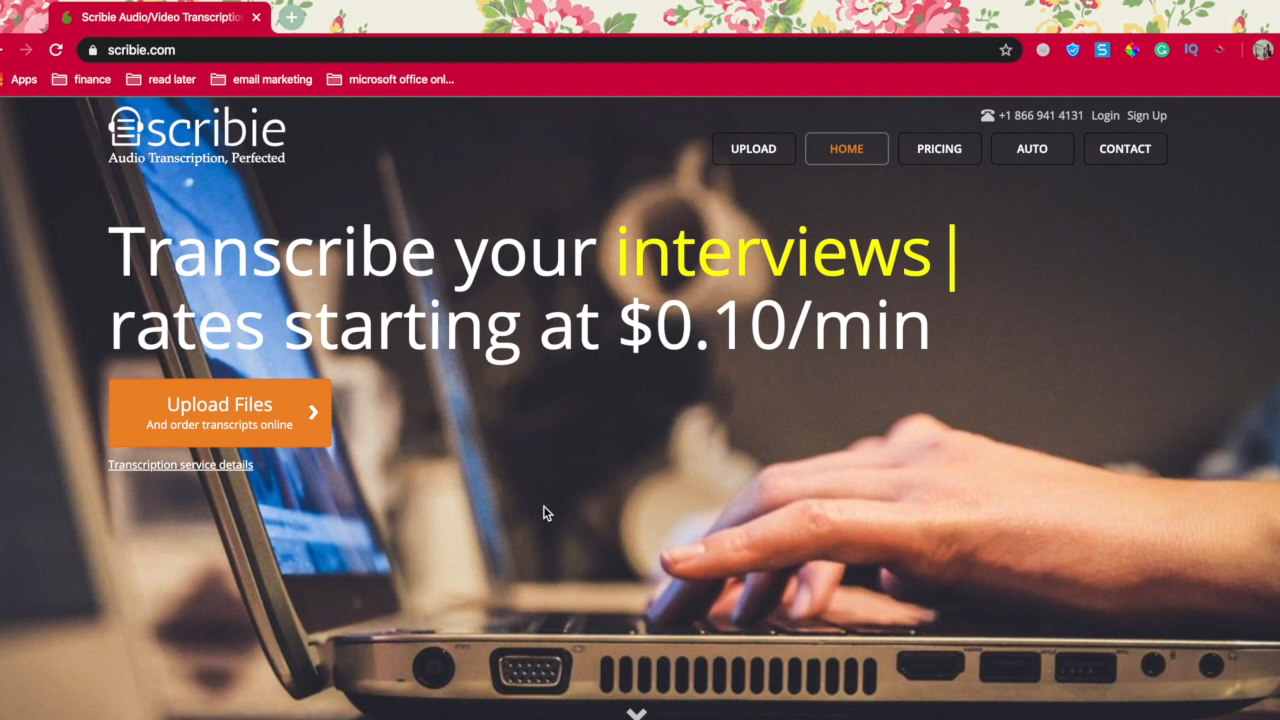 Scribie Audio/Video Transcription
scribie.com
Apps finance read later email marketing microsoft office onl...
scribie
Audio Transcription, Perfected
+1 866 941 4131 Login Sign Up
UPLOAD HOME PRICING AUTO CONTACT
Transcribe your interviews|
rates starting at $0.10/min
Upload Files
And order transcripts online
Transcription service details